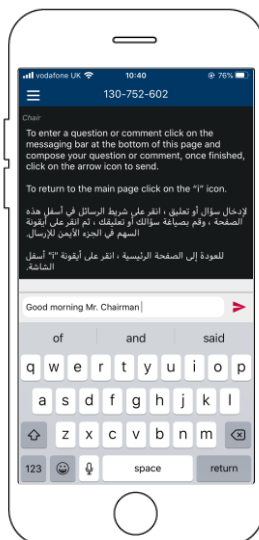 vodafone UK 10:40 76%
130-752-602
Chair
To enter a question or comment click on the
messaging bar at the bottom of this page and
compose your question or comment, once finished,
click on the arrow icon to send.
To return to the main page click on the “i” icon.
لإدخال سؤال أو تعليق ، انقر على شريط الرسائل في أسفل هذه
الصفحة ، وقم بصياغة سؤالك أو تعليقك ، ثم انقر على أيقونة
السهم في الجزء الأيمن للإرسال.
للعودة إلى الصفحة الرئيسية ، انقر على أيقونة "i" أسفل
الشاشة.
Good morning Mr. Chairman
of and said
q w e r t y u i o p
a s d f g h j k l
z x c v b n m
123 space return